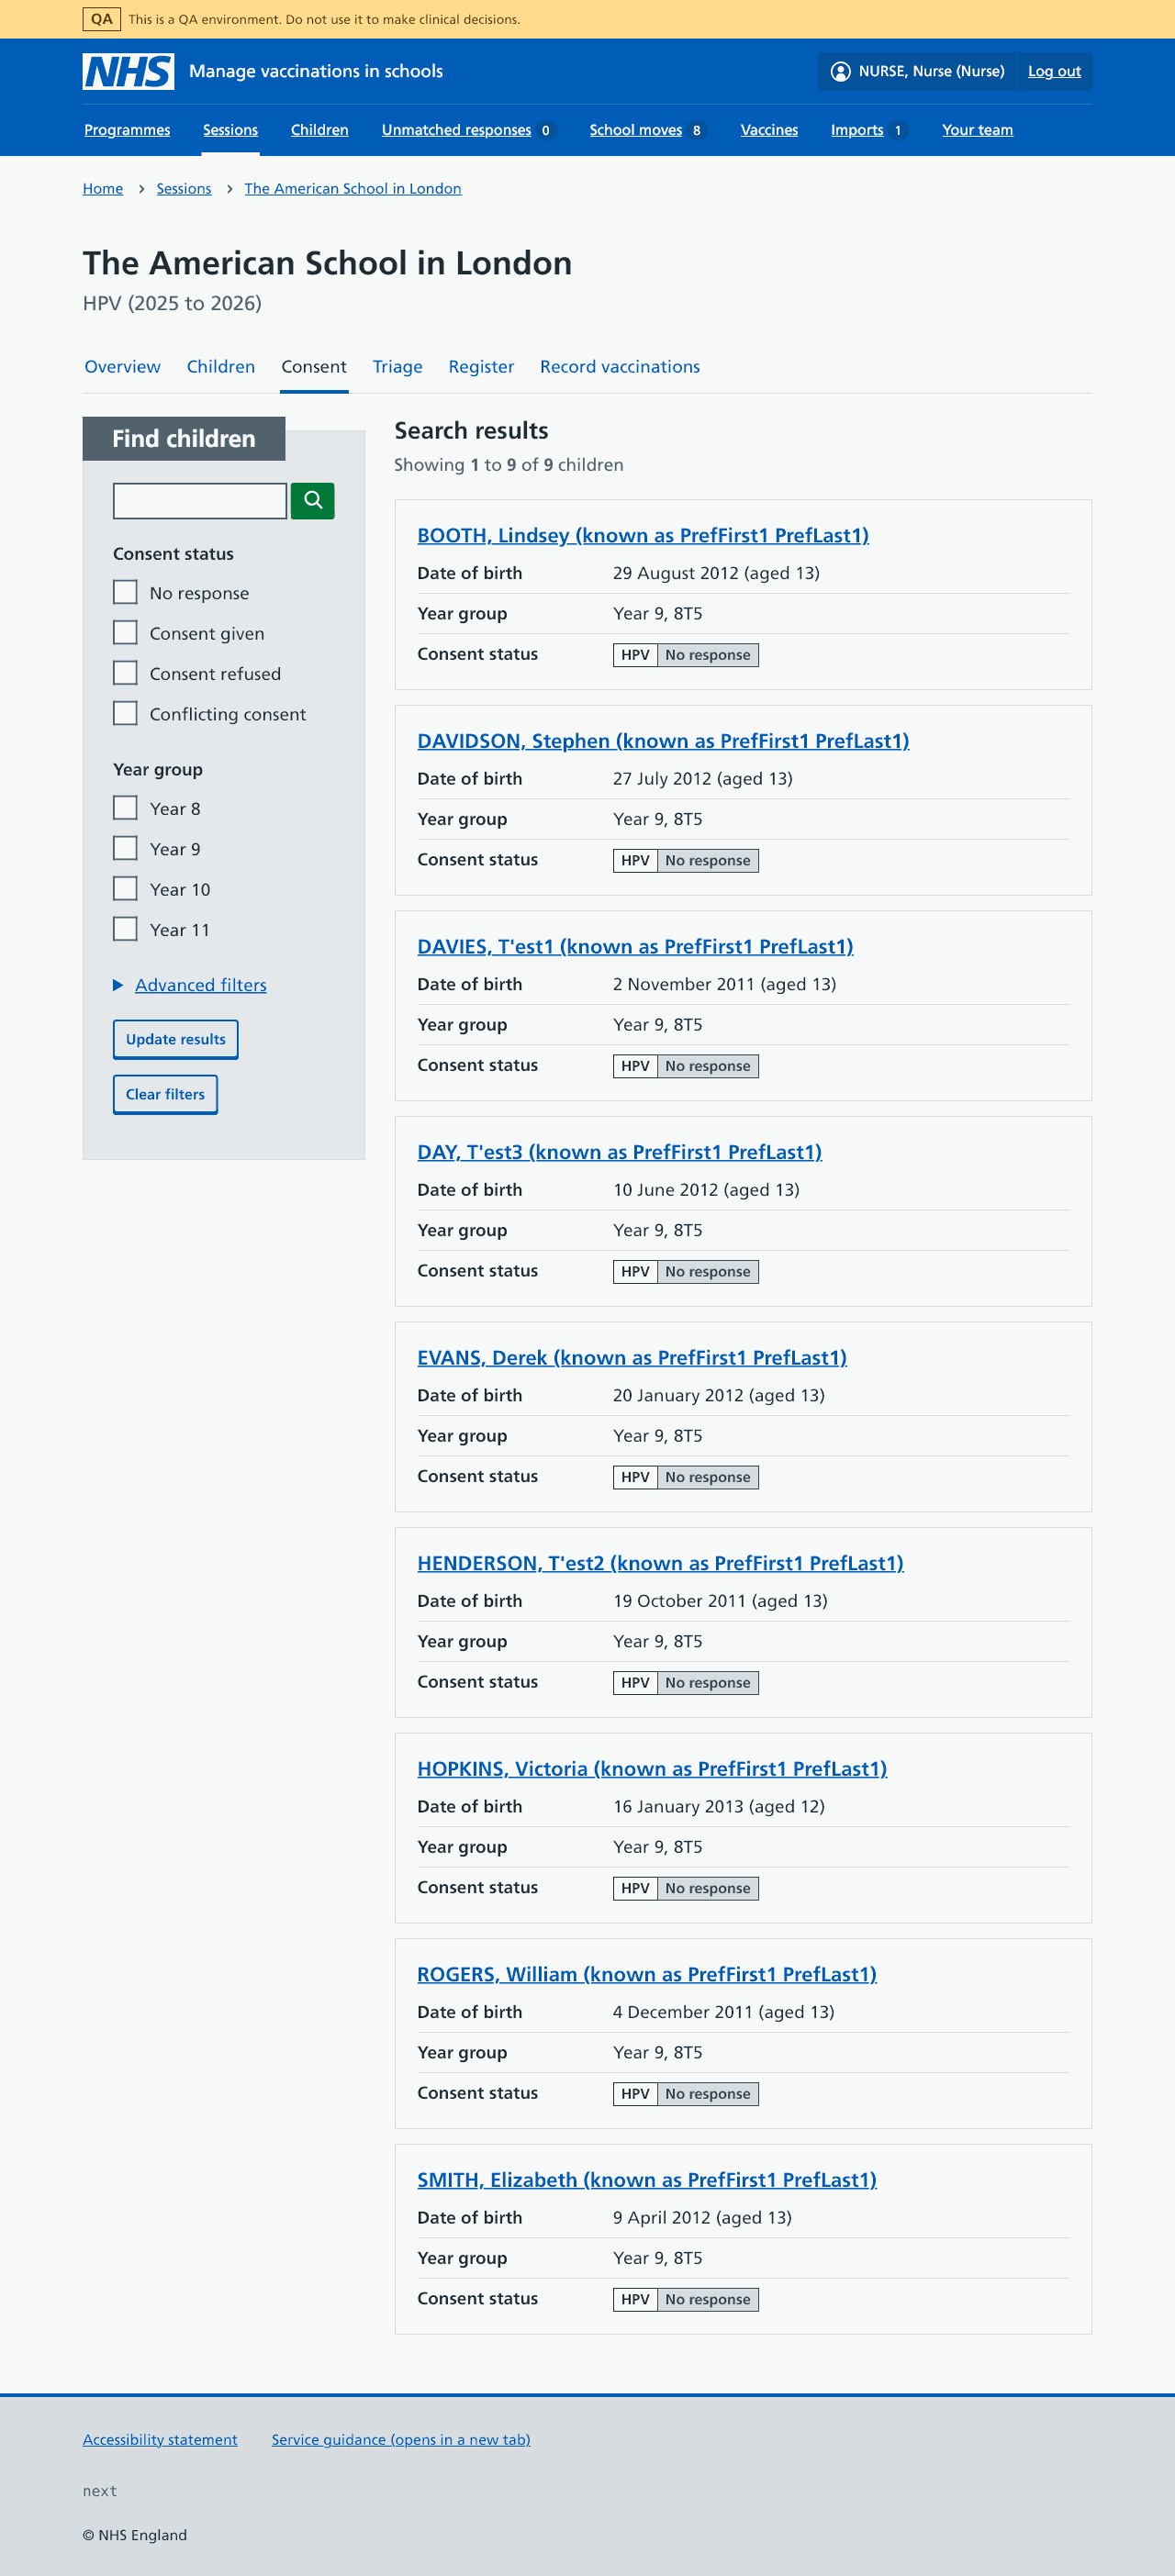 QA This is a QA environment. Do not use it to make clinical decisions.
NHS Manage vaccinations in schools NURSE, Nurse (Nurse) Log out
Programmes Sessions Children Unmatched responses 0 School moves 8 Vaccines Imports 1 Your team
Home > Sessions > The American School in London
The American School in London
HPV (2025 to 2026)
Overview Children Consent Triage Register Record vaccinations
Find children
Consent status
No response
Consent given
Consent refused
Conflicting consent
Year group
Year 8
Year 9
Year 10
Year 11
Advanced filters
Update results
Clear filters
Search results
Showing 1 to 9 of 9 children
BOOTH, Lindsey (known as PrefFirst1 PrefLast1)
Date of birth 29 August 2012 (aged 13)
Year group Year 9, 8T5
Consent status HPV No response
DAVIDSON, Stephen (known as PrefFirst1 PrefLast1)
Date of birth 27 July 2012 (aged 13)
Year group Year 9, 8T5
Consent status HPV No response
DAVIES, T'est1 (known as PrefFirst1 PrefLast1)
Date of birth 2 November 2011 (aged 13)
Year group Year 9, 8T5
Consent status HPV No response
DAY, T'est3 (known as PrefFirst1 PrefLast1)
Date of birth 10 June 2012 (aged 13)
Year group Year 9, 8T5
Consent status HPV No response
EVANS, Derek (known as PrefFirst1 PrefLast1)
Date of birth 20 January 2012 (aged 13)
Year group Year 9, 8T5
Consent status HPV No response
HENDERSON, T'est2 (known as PrefFirst1 PrefLast1)
Date of birth 19 October 2011 (aged 13)
Year group Year 9, 8T5
Consent status HPV No response
HOPKINS, Victoria (known as PrefFirst1 PrefLast1)
Date of birth 16 January 2013 (aged 12)
Year group Year 9, 8T5
Consent status HPV No response
ROGERS, William (known as PrefFirst1 PrefLast1)
Date of birth 4 December 2011 (aged 13)
Year group Year 9, 8T5
Consent status HPV No response
SMITH, Elizabeth (known as PrefFirst1 PrefLast1)
Date of birth 9 April 2012 (aged 13)
Year group Year 9, 8T5
Consent status HPV No response
Accessibility statement Service guidance (opens in a new tab)
next
© NHS England